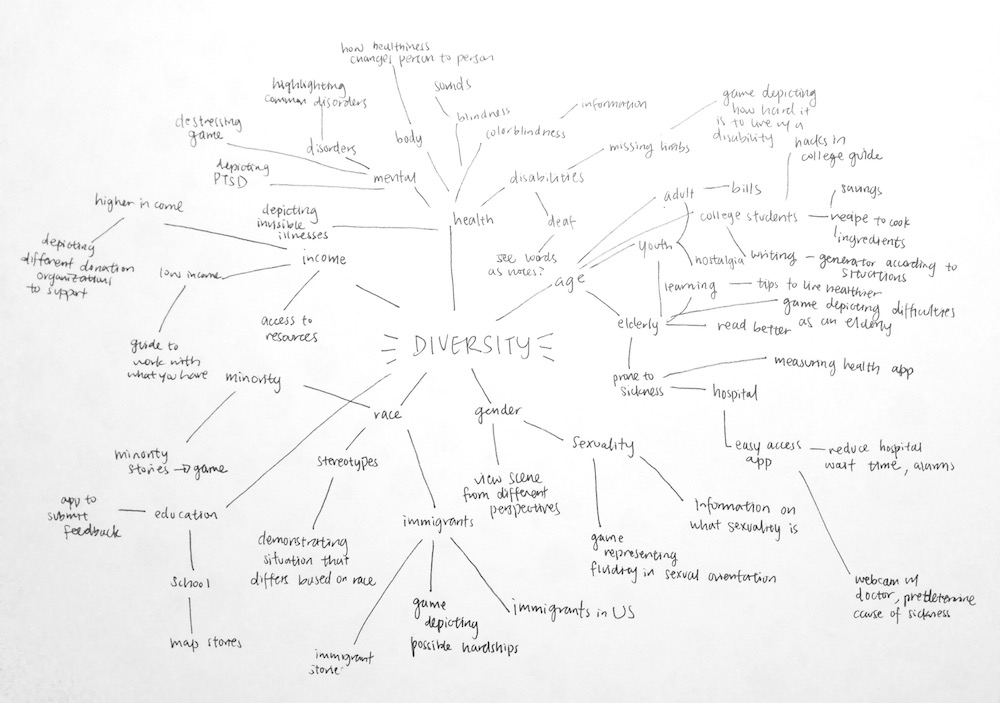 how healthiness
changes person to person
highlighting
common disorders
sounds
destressing
game
disorders
body
blindness
colorblindness
information
game depicting
how hard it
is to live w/ a
disability
missing limbs
hacks in
college guide
depicting
PTSD
mental
disabilities
adult
bills
savings
higher income
depicting
invisible
illnesses
health
deaf
college students
recipe to cook
ingredients
youth
nostalgia
writing
generator according to
situations
see words
as notes?
age
depicting
different donation
organizations
to support
low income
income
learning
tips to live healthier
game depicting difficulties
as an elderly
read better
elderly
access to
resources
guide to
work with
what you have
DIVERSITY
measuring health app
prone to
sickness
hospital
minority
race
gender
sexuality
easy access
app
reduce hospital
wait time, alarms
minority
stories → game
stereotypes
view scene
from different
perspectives
app to
submit
feedback
education
immigrants
information on
what sexuality is
demonstrating
situation that
differs based on race
game
representing
fluidity in sexual orientation
school
game
depicting
possible hardships
immigrants in US
webcam w/
doctor, predetermine
cause of sickness
map stories
immigrant